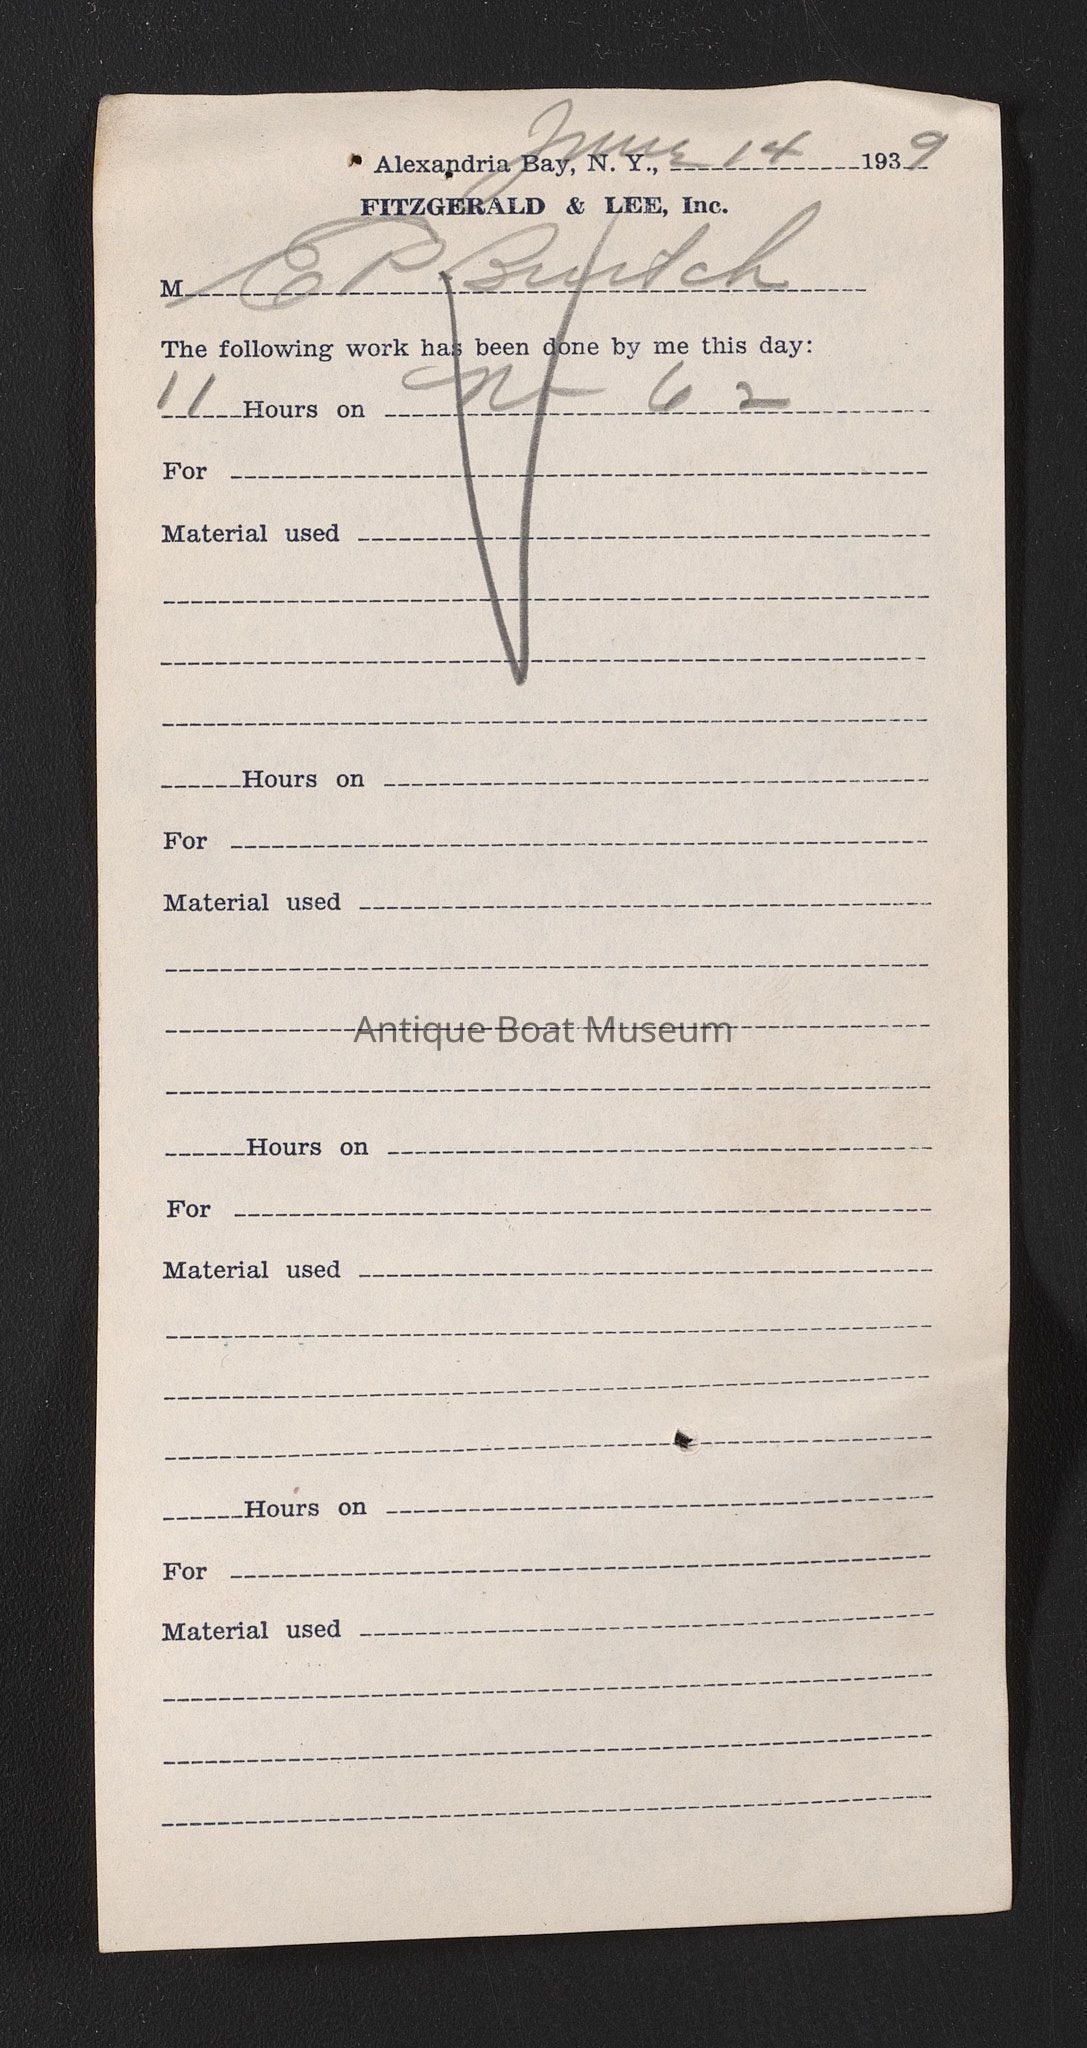 Alexandria Bay, N. Y., June 14 1939
FITZGERALD & LEE, Inc.
M E P Burtch
The following work has been done by me this day:
11 Hours on No 62
For
Material used
Hours on
For
Material used
Antique Boat Museum
Hours on
For
Material used
Hours on
For
Material used